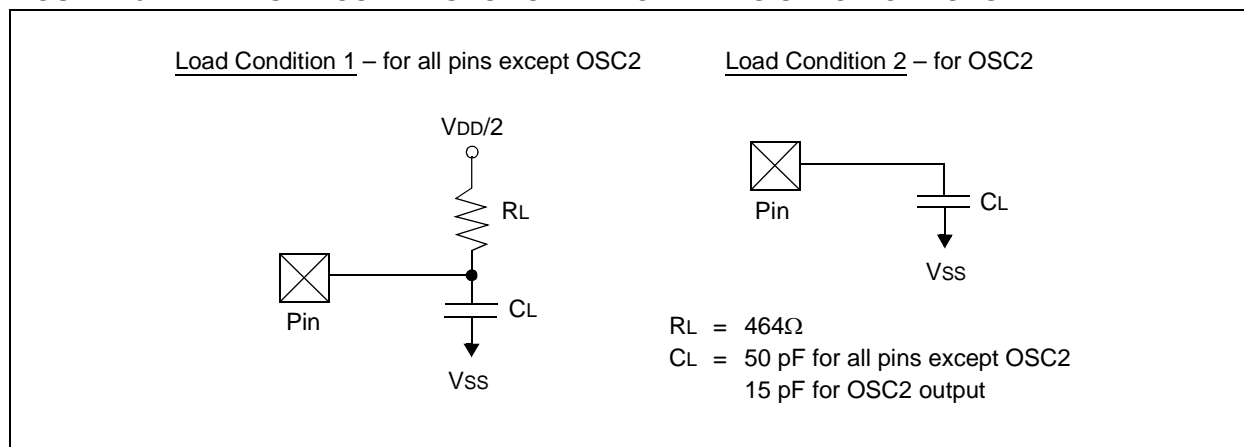 Load Condition 1 – for all pins except OSC2
Load Condition 2 – for OSC2
VDD/2
RL
Pin
CL
VSS
Pin
CL
VSS
RL = 464Ω
CL = 50 pF for all pins except OSC2
15 pF for OSC2 output